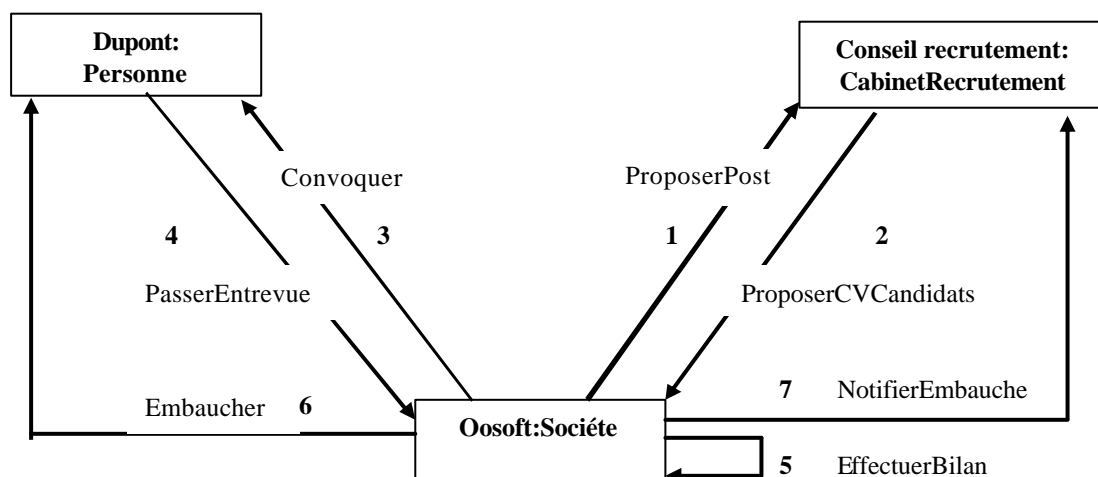 Dupont:
Personne
Conseil recrutement:
CabinetRecrutement
Convoquer
ProposerPost
4
3
1
2
PasserEntrevue
ProposerCVCandidats
Embaucher 6
7 NotifierEmbauche
Oosoft:Sociéte
5 EffectuerBilan